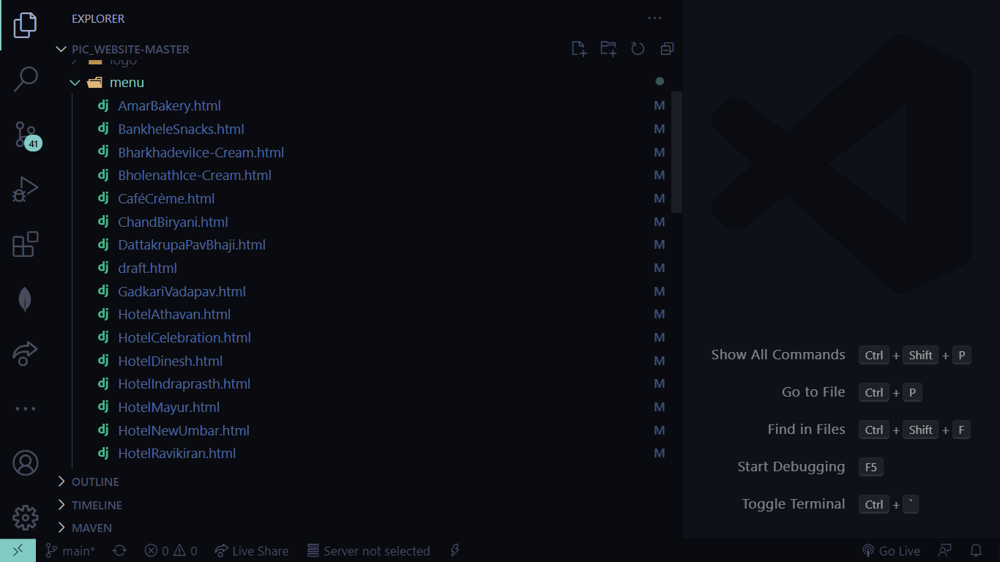 EXPLORER
PIC_WEBSITE-MASTER
logo
menu
dj AmarBakery.html M
dj BankheleSnacks.html M
41
dj BharkhadeviIce-Cream.html M
dj BholenathIce-Cream.html M
dj CaféCrème.html M
dj ChandBiryani.html M
dj DattakrupaPavBhaji.html M
dj draft.html M
dj GadkariVadapav.html M
dj HotelAthavan.html M
dj HotelCelebration.html M
dj HotelDinesh.html M
dj HotelIndraprasth.html M
dj HotelMayur.html M
dj HotelNewUmbar.html M
dj HotelRavikiran.html M
OUTLINE
TIMELINE
MAVEN
Show All Commands Ctrl + Shift + P
Go to File Ctrl + P
Find in Files Ctrl + Shift + F
Start Debugging F5
Toggle Terminal Ctrl + `
main* 0 0 Live Share Server not selected Go Live